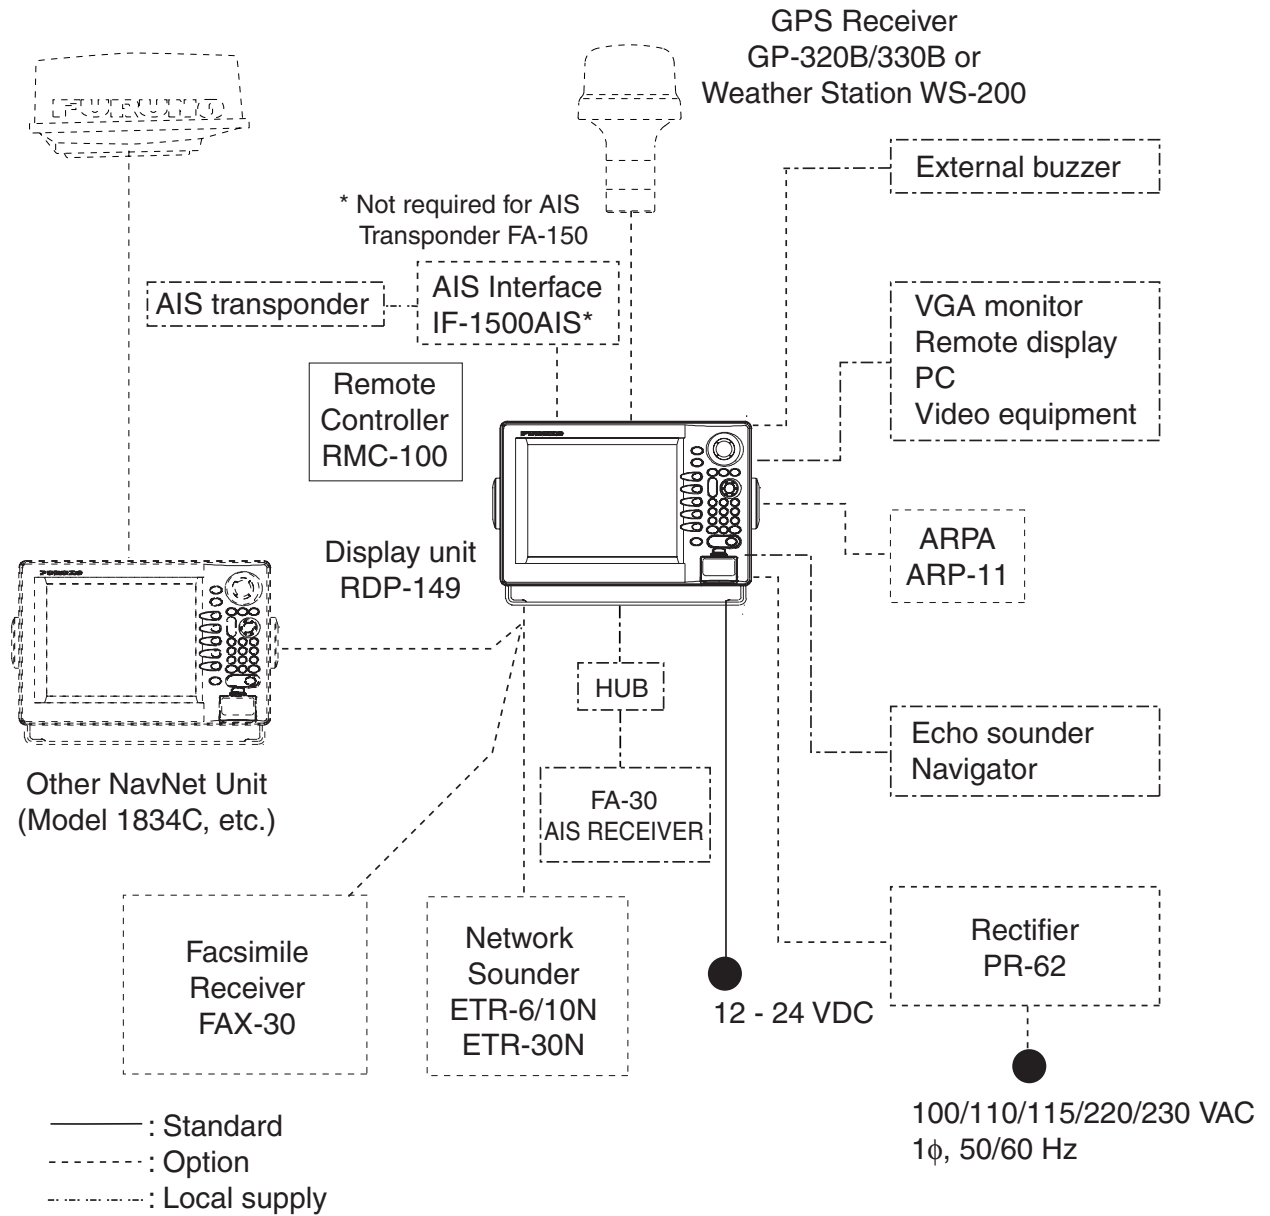 GPS Receiver
GP-320B/330B or
Weather Station WS-200
FURUNO
External buzzer
* Not required for AIS
Transponder FA-150
AIS transponder
AIS Interface
IF-1500AIS*
VGA monitor
Remote display
PC
Video equipment
Remote
Controller
RMC-100
FURUNO
Display unit
RDP-149
ARPA
ARP-11
FURUNO
HUB
Echo sounder
Navigator
Other NavNet Unit
(Model 1834C, etc.)
FA-30
AIS RECEIVER
Facsimile
Receiver
FAX-30
Network
Sounder
ETR-6/10N
ETR-30N
12 - 24 VDC
Rectifier
PR-62
100/110/115/220/230 VAC
1ϕ, 50/60 Hz
: Standard
: Option
: Local supply